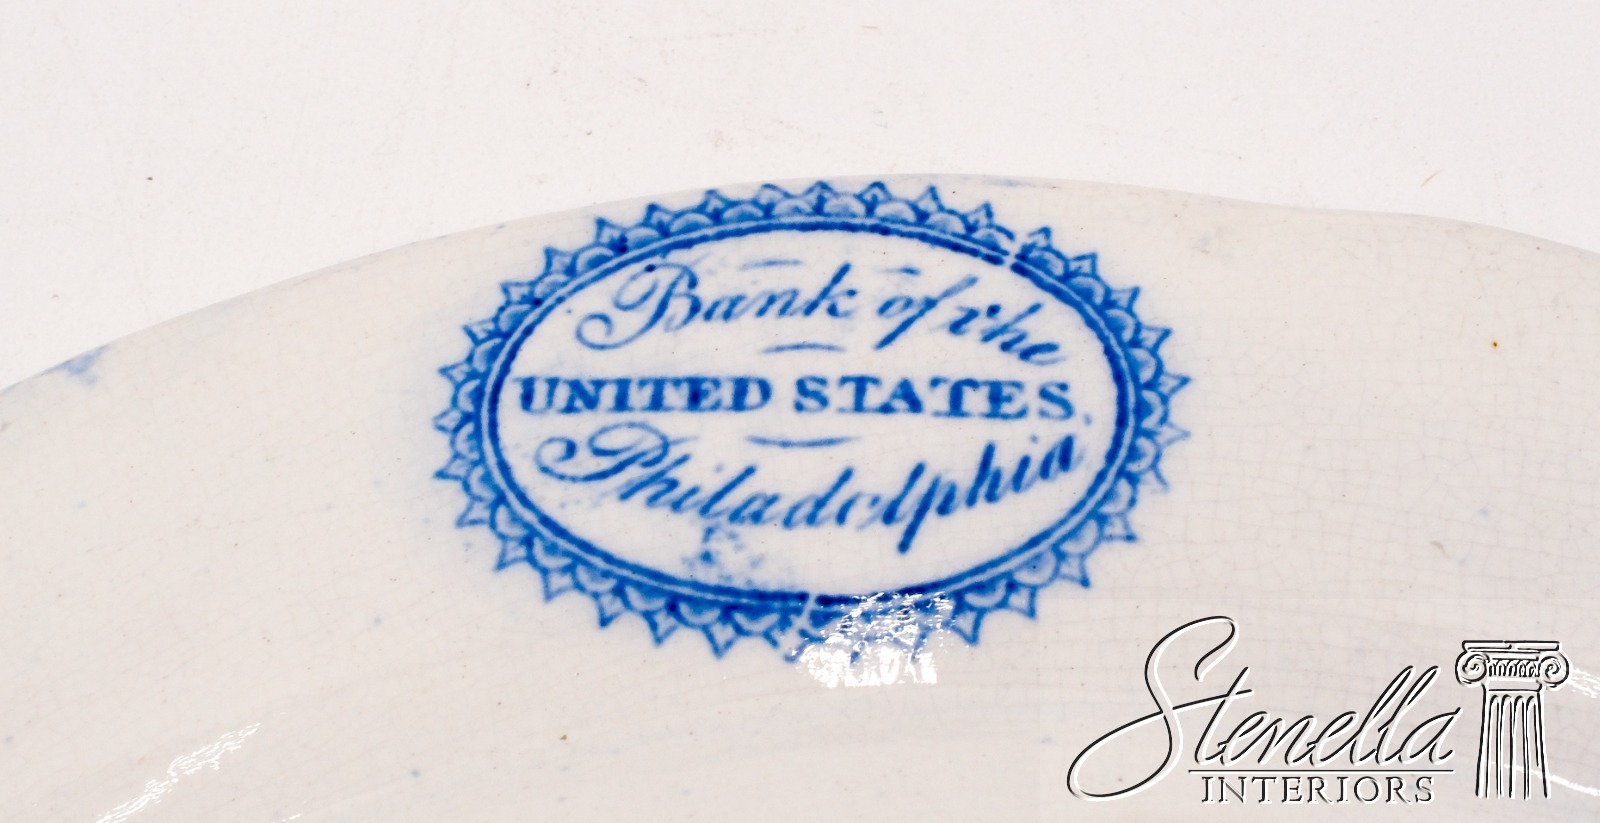 Bank of the
UNITED STATES.
Philadelphia
Stenella
INTERIORS